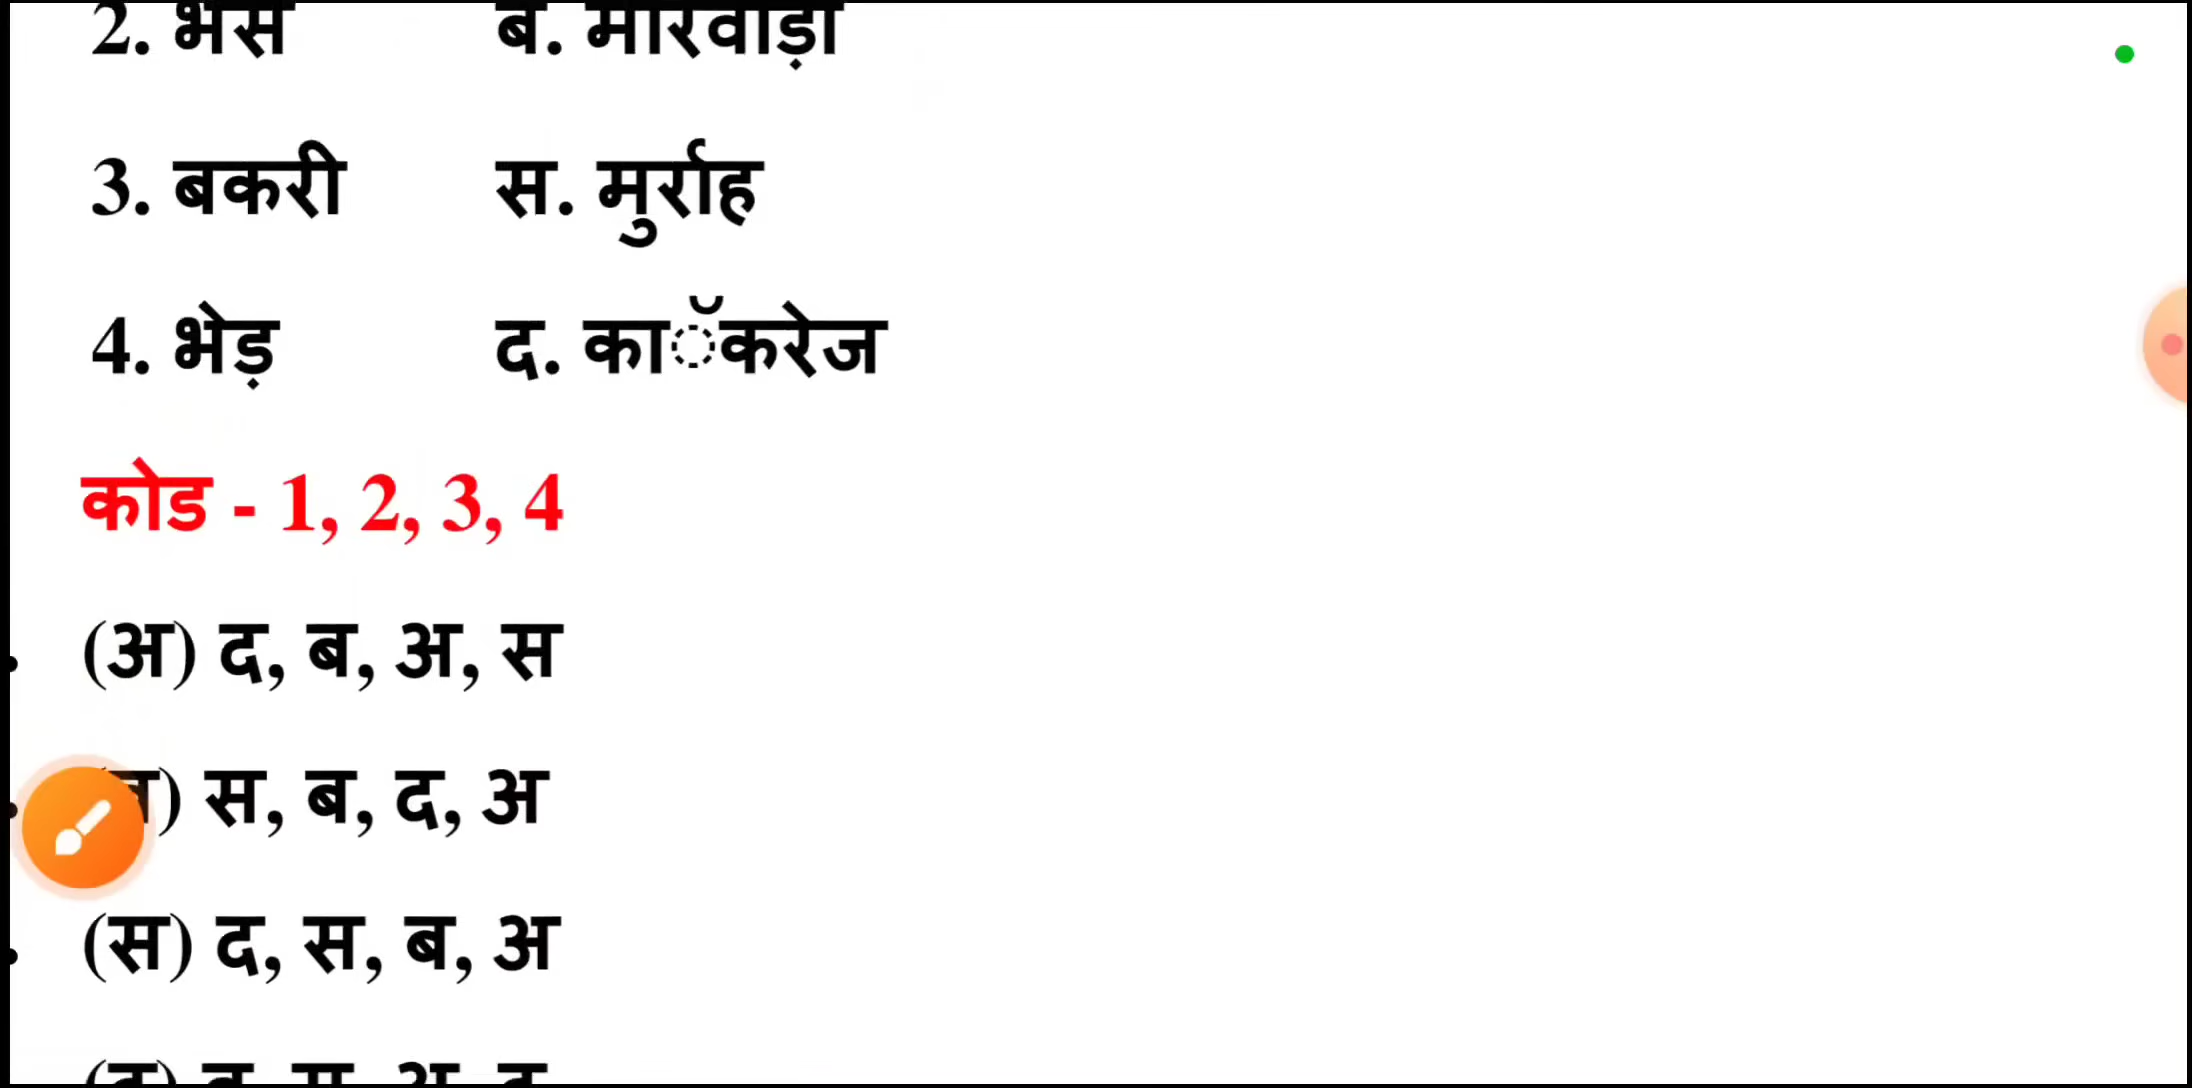 2. भैंस ब. मारवाड़ी
3. बकरी स. मुर्राह
4. भेड़ द. काॅकरेज
कोड - 1, 2, 3, 4
(अ) द, ब, अ, स
) स, ब, द, अ
(स) द, स, ब, अ